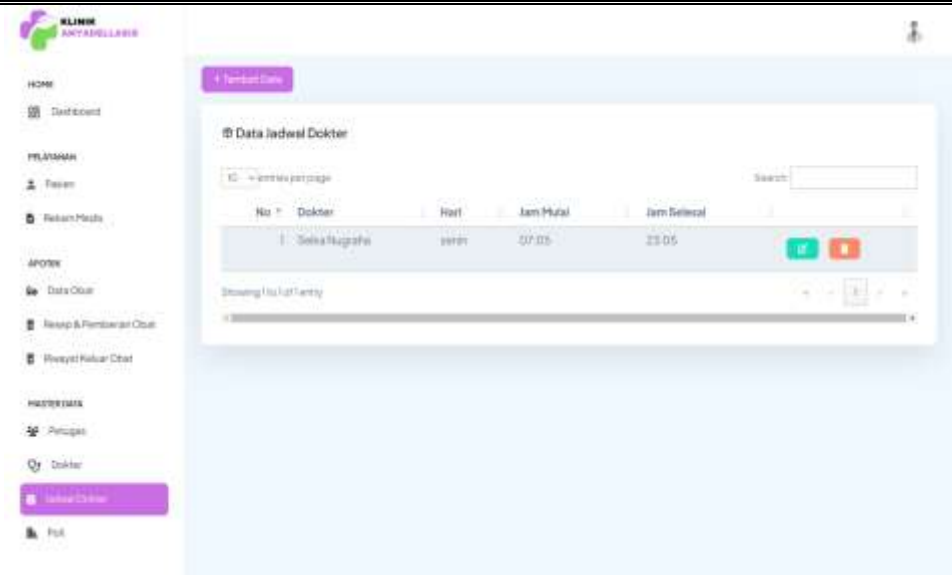 KLINIK
HOME
Dashboard
+ Tambah Data
Data Jadwal Dokter
PELAYANAN
10 entries per page
Search:
Pasien
No Dokter Hari Jam Mulai Jam Selesai
Rekam Medis
1 Nugraha senin 07:05 23:05
APOTEK
Data Obat
Showing 1 to 1 of 1 entry
1
Resep & Pemberian Obat
Riwayat Keluar Obat
MASTER DATA
Petugas
Dokter
Jadwal Dokter
Poli